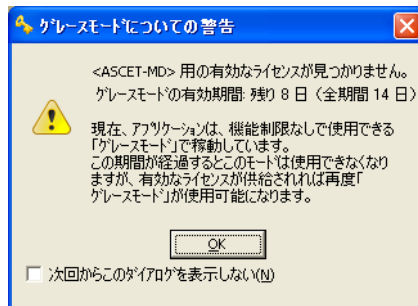 ｸﾞﾚｰｽﾓｰﾄﾞについての警告
<ASCET-MD> 用の有効なライセンスが見つかりません。
ｸﾞﾚｰｽﾓｰﾄﾞの有効期間: 残り 8 日 (全期間 14 日)
現在、ｱﾌﾟﾘｹｰｼｮﾝは、機能制限なしで使用できる
｢ｸﾞﾚｰｽﾓｰﾄﾞ｣で稼動しています。
この期間が経過するとこのモードは使用できなくなり
ますが、有効なライセンスが供給されれば再度｢
ｸﾞﾚｰｽﾓｰﾄﾞ｣が使用可能になります。
OK
次回からこのﾀﾞｲｱﾛｸﾞを表示しない(N)